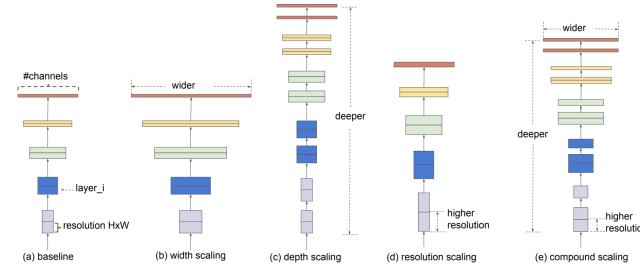 #channels
wider
wider
deeper
deeper
layer_i
resolution HxW
higher
resolution
higher
(a) baseline
(b) width scaling
(c) depth scaling
(d) resolution scaling
(e) compound scaling